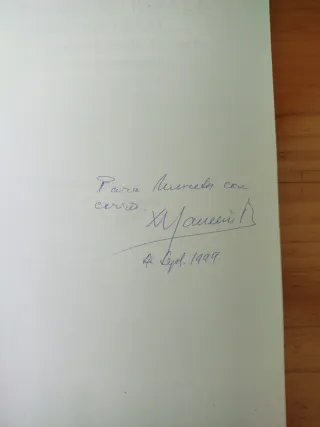 Para Mercedes con
cariño.
4 Sept. 1999.